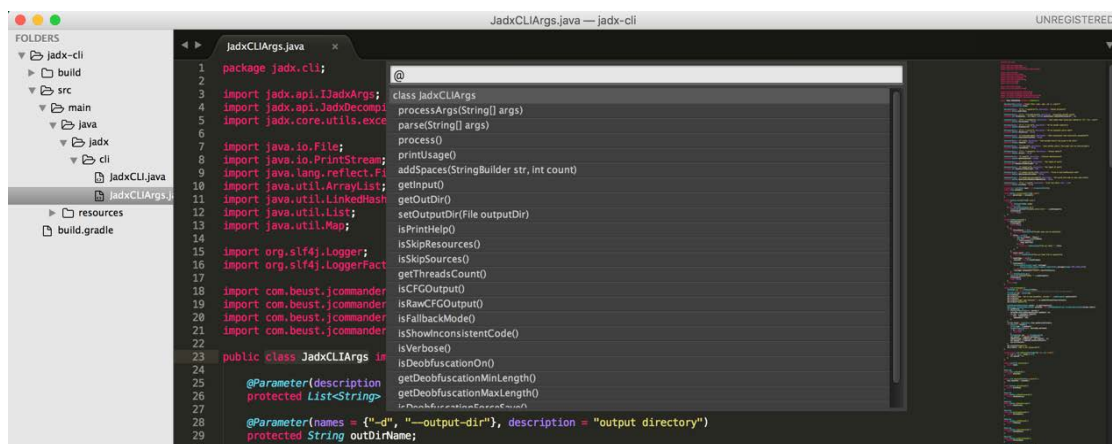 JadxCLIArgs.java — jadx-cli
UNREGISTERED
FOLDERS
jadx-cli
build
src
main
java
jadx
cli
JadxCLI.java
JadxCLIArgs.j
resources
build.gradle
JadxCLIArgs.java ×
@
class JadxCLIArgs
processArgs(String[] args)
parse(String[] args)
process()
printUsage()
addSpaces(StringBuilder str, int count)
getInput()
getOutDir()
setOutputDir(File outputDir)
isPrintHelp()
isSkipResources()
isSkipSources()
getThreadsCount()
isCFGOutput()
isRawCFGOutput()
isFallbackMode()
isShowInconsistentCode()
isVerbose()
isDeobfuscationOn()
getDeobfuscationMinLength()
getDeobfuscationMaxLength()
isDeobfuscationForceSave()
1 package jadx.cli;
2
3 import jadx.api.IJadxArgs;
4 import jadx.api.JadxDecompi
5 import jadx.core.utils.exce
6
7 import java.io.File;
8 import java.io.PrintStream;
9 import java.lang.reflect.Fi
10 import java.util.ArrayList;
11 import java.util.LinkedHash
12 import java.util.List;
13 import java.util.Map;
14
15 import org.slf4j.Logger;
16 import org.slf4j.LoggerFact
17
18 import com.beust.jcommander
19 import com.beust.jcommander
20 import com.beust.jcommander
21 import com.beust.jcommander
22
23 public class JadxCLIArgs im
24
25 @Parameter(description
26 protected List<String>
27
28 @Parameter(names = {"-d", "--output-dir"}, description = "output directory")
29 protected String outDirName;